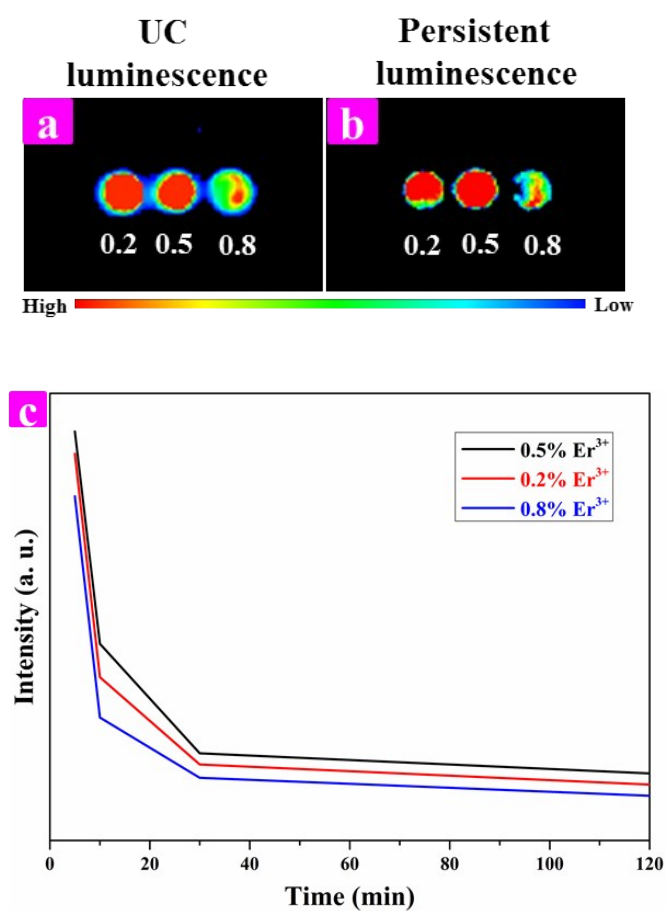 UC
luminescence
Persistent
luminescence
a
b
0.2 0.5 0.8
0.2 0.5 0.8
High
Low
c
0.5% Er³⁺
0.2% Er³⁺
0.8% Er³⁺
Intensity (a. u.)
0 20 40 60 80 100 120
Time (min)